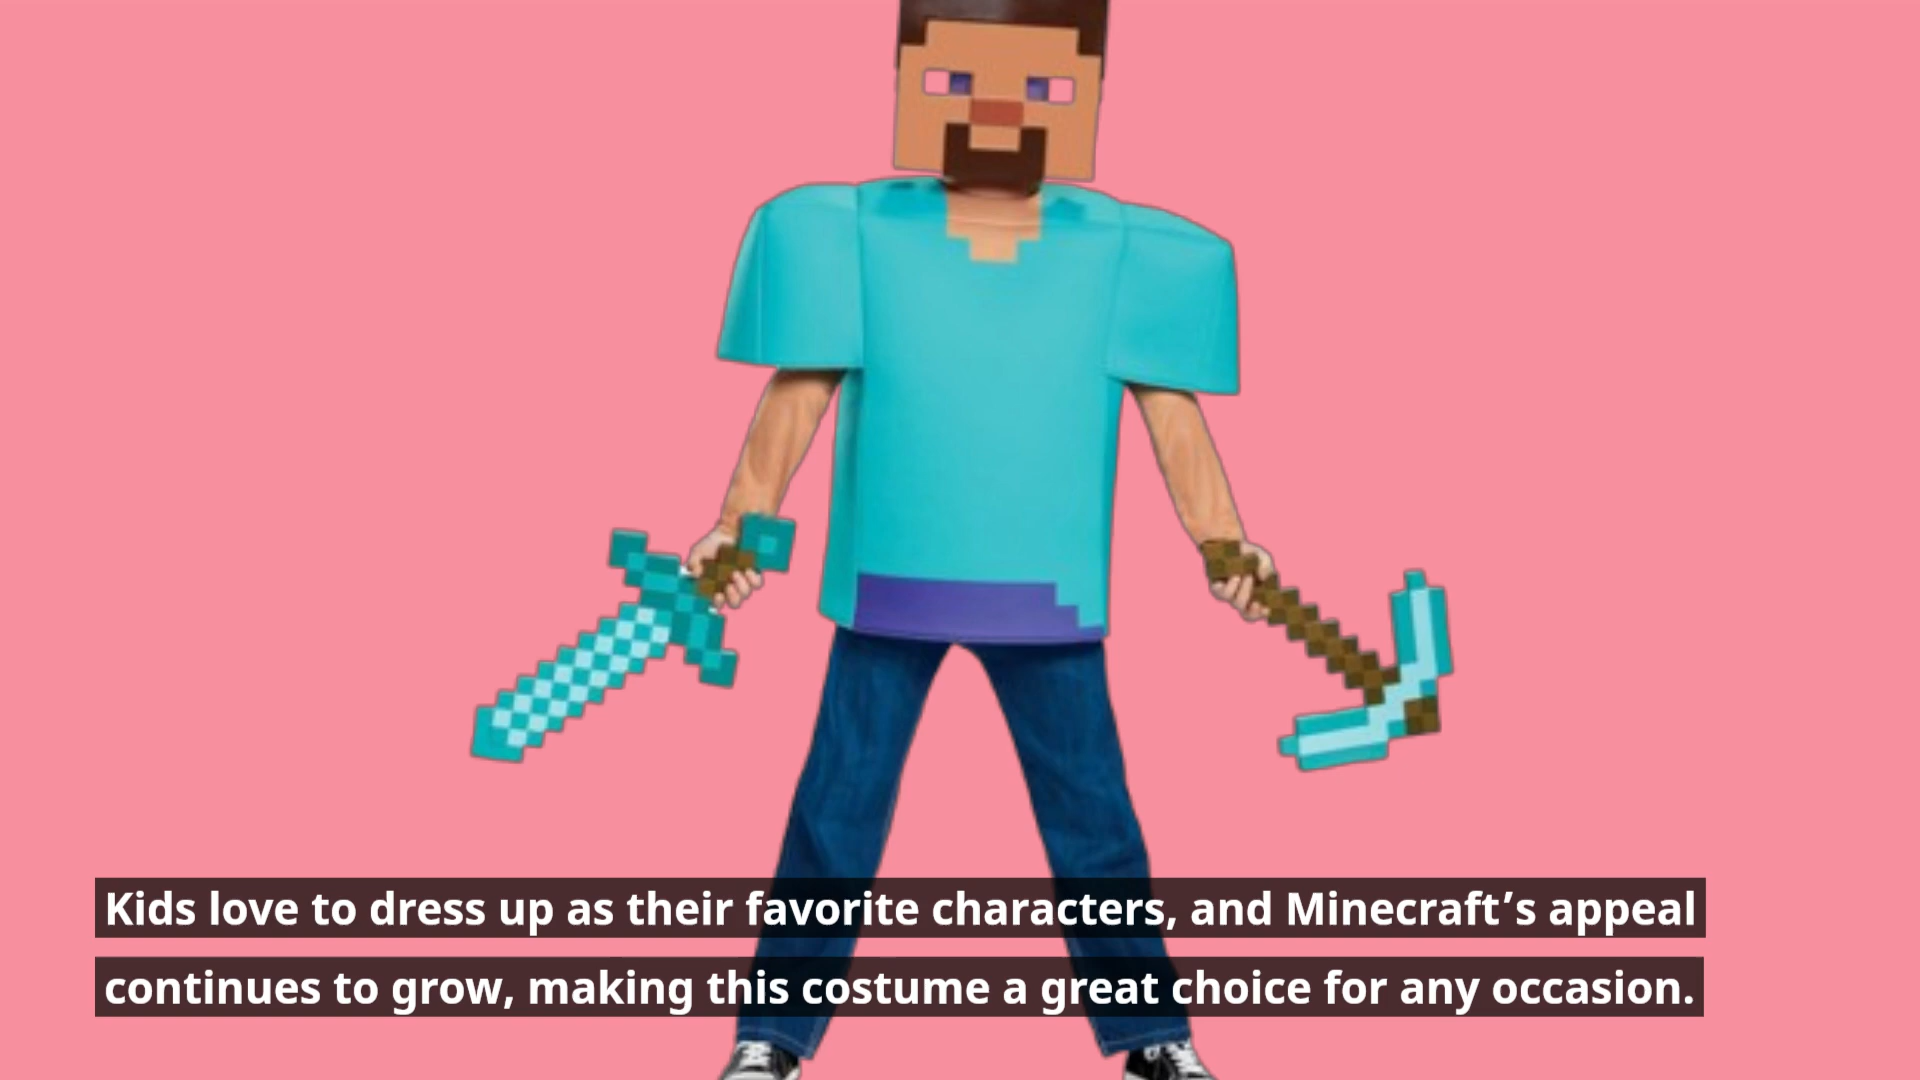 Kids love to dress up as their favorite characters, and Minecraft’s appeal
continues to grow, making this costume a great choice for any occasion.